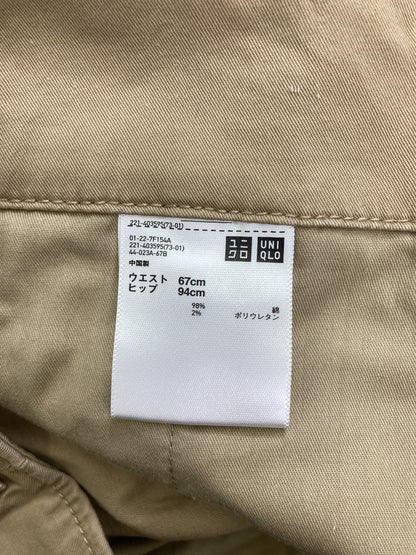 221-403595(73-01)
01-22-7F154A
221-403595(73-01)
44-023A-67B
中国製
ユニ
クロ
UNI
QLO
ウエスト 67cm
ヒップ 94cm
98% 綿
2% ポリウレタン